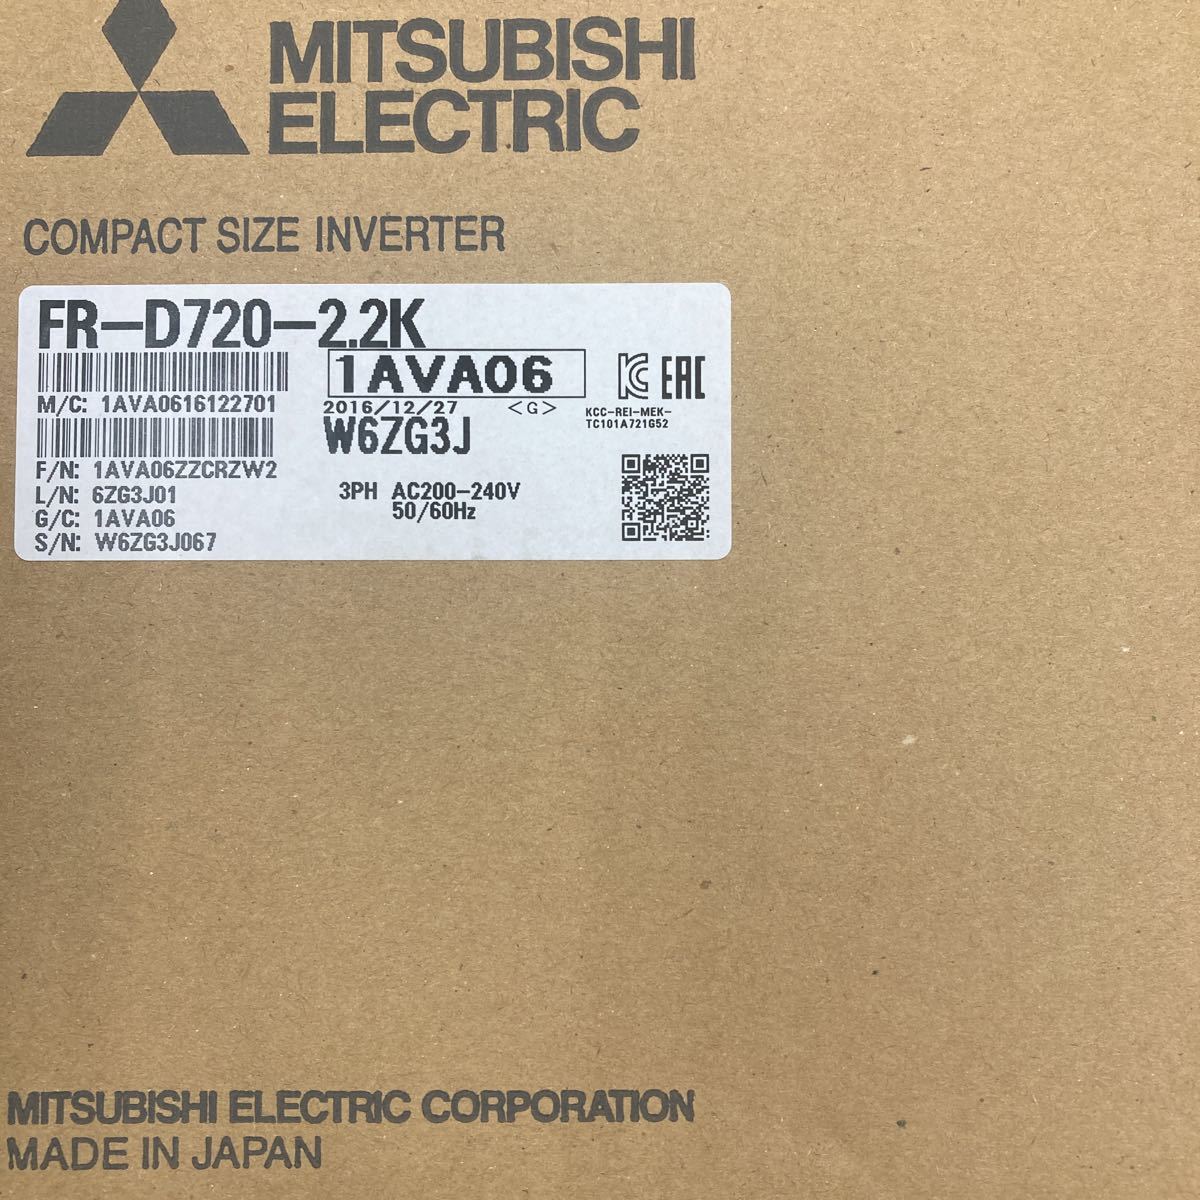 MITSUBISHI
ELECTRIC
COMPACT SIZE INVERTER
FR-D720-2.2K
1AVA06
EAC
M/C: 1AVA0616122701
2016/12/27 <G>
KCC-REI-MEK-
TC101A721G52
W6ZG3J
F/N: 1AVA06ZZCRZW2
L/N: 6ZG3J01
3PH AC200-240V
50/60Hz
G/C: 1AVA06
S/N: W6ZG3J067
MITSUBISHI ELECTRIC CORPORATION
MADE IN JAPAN